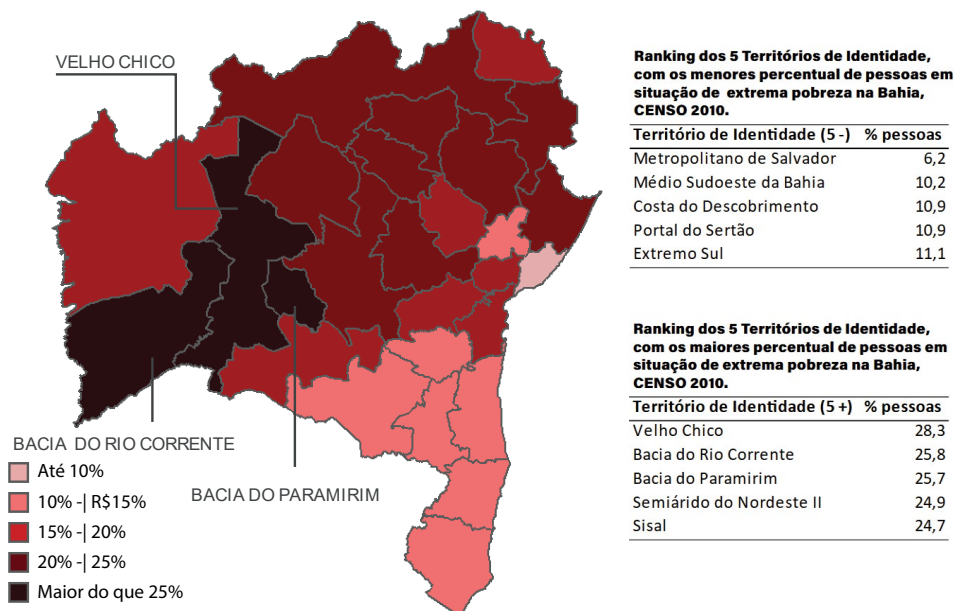 VELHO CHICO
BACIA DO RIO CORRENTE
BACIA DO PARAMIRIM
Até 10%
10% -| R$15%
15% -| 20%
20% -| 25%
Maior do que 25%
Ranking dos 5 Territórios de Identidade,
com os menores percentual de pessoas em
situação de extrema pobreza na Bahia,
CENSO 2010.
Território de Identidade (5 -) % pessoas
Metropolitano de Salvador 6,2
Médio Sudoeste da Bahia 10,2
Costa do Descobrimento 10,9
Portal do Sertão 10,9
Extremo Sul 11,1
Ranking dos 5 Territórios de Identidade,
com os maiores percentual de pessoas em
situação de extrema pobreza na Bahia,
CENSO 2010.
Território de Identidade (5 +) % pessoas
Velho Chico 28,3
Bacia do Rio Corrente 25,8
Bacia do Paramirim 25,7
Semiárido do Nordeste II 24,9
Sisal 24,7